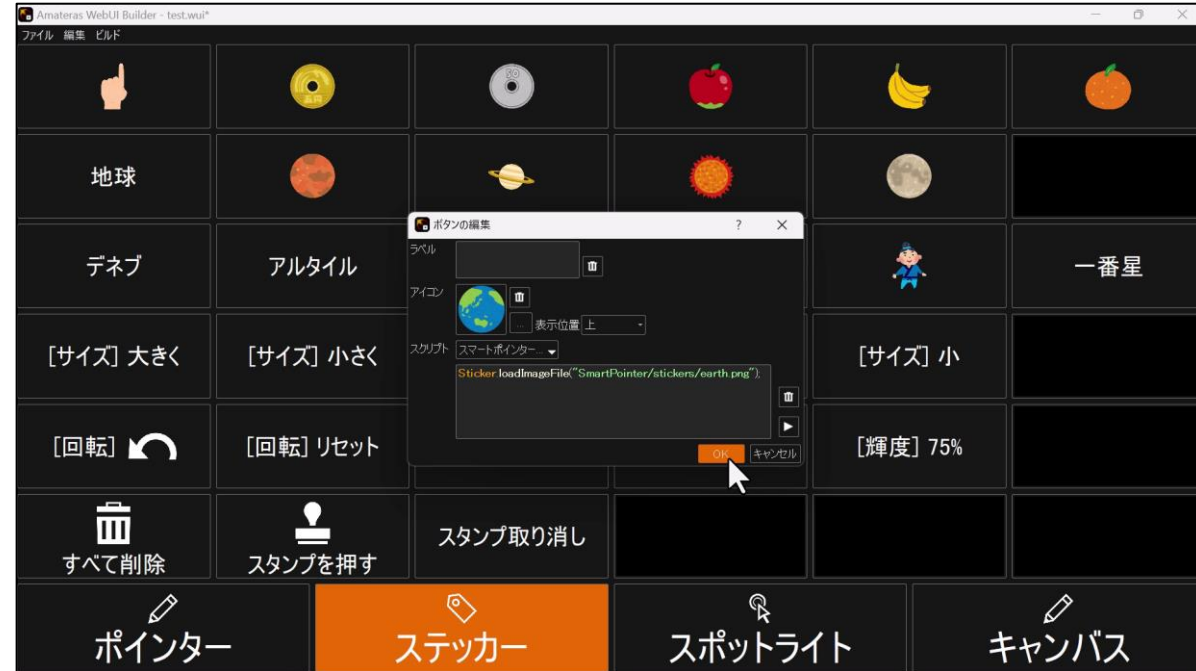 Amateras WebUI Builder - test.wui*
ファイル 編集 ビルド
50
地球
ボタンの編集
?
ラベル
デネブ
アルタイル
一番星
アイコン
...
表示位置 上
[サイズ] 大きく
[サイズ] 小さく
スクリプト スマートポインター...
[サイズ] 小
Sticker.loadImageFile("SmartPointer/stickers/earth.png");
[回転]
[回転] リセット
[輝度] 75%
OK
キャンセル
すべて削除
スタンプを押す
スタンプ取り消し
ポインター
ステッカー
スポットライト
キャンバス